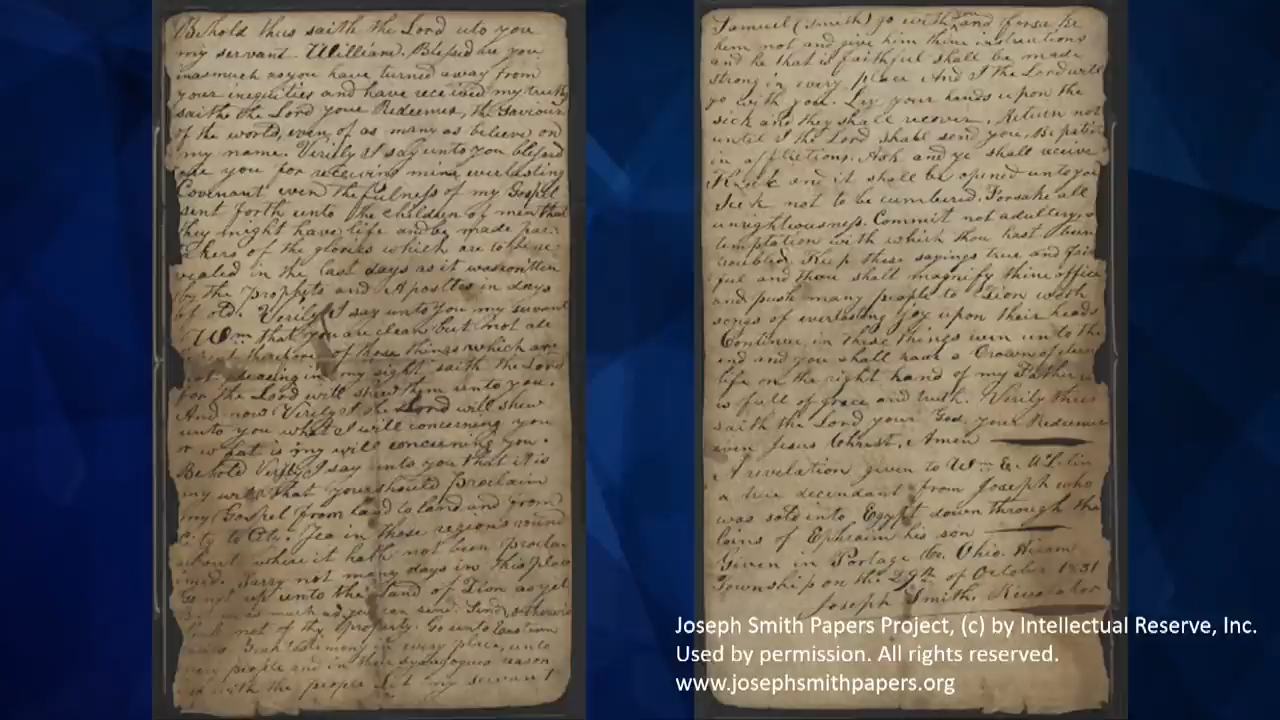 Behold thus saith the Lord uto you
my servant. William. Blessed are you
inasmuch as you have turned away from
your inequities and have received my truths
saith the Lord your Redeemer, the Saviour
of the world, even, of as many as believe on
my name. Verily I say unto you blessed
are you for receiving mine everlasting
Covenant even the fulness of my Gospel
sent forth unto the children of men that
they might have life and be made par-
takers of the glories which are to be re-
vealed in the last days as it was written
by the Prophets and Apostles in days
of old. Verily I say unto you my servant
Wm that you are clean but not all
therefore of those things which are
not pleasing in my sight saith the Lord
for the Lord will shew them unto you.
And now Verily I the Lord will shew
unto you what I will concerning you
or what is my will concerning you.
Behold Verily I say unto you that it is
my will that you should proclaim
my Gospel from land to land and from
City to City. Yea in those regions round
about where it hath not been procla-
imed. Tarry not many days in this place
Go not up unto the land of Zion as yet
as much as you can send. Send, otherwise
think not of thy property. Go unto the eastern
testimony in every place, unto
every people and in their synagogues reason
with the people Let my servant
Samuel (Smith) go with you and forsake
him not and give him thine instructions
and he that is faithful shall be made
strong in every place And I the Lord will
go with you. Lay your hands upon the
sick and they shall recover. Return not
until I the Lord shall send you. Be patient
in afflictions. Ask and ye shall receive
Knock and it shall be opened unto you
Seek not to be cumbered. Forsake all
unrighteousness. Commit not adultery, a
temptation with which thou hast been
troubled. Keep these sayings true and faith
ful and thou shall magnify thine office
and push many people to Zion with
songs of everlasting Joy upon their heads
Continue in these things even unto the
end and you shall have a Crown of eternal
life on the right hand of my Father who
is full of grace and truth. Verily thus
saith the Lord your God, your Redeemer
even Jesus Christ, Amen
A revelation given to Wm E. McLelin
a true decendant from Joseph who
was sold into Egypt down through the
loins of Ephraim his son
Given in Portage Co. Ohio. Hiram
Township on the 29th of October 1831
Joseph Smith. Revelator
Joseph Smith Papers Project, (c) by Intellectual Reserve, Inc.
Used by permission. All rights reserved.
www.josephsmithpapers.org